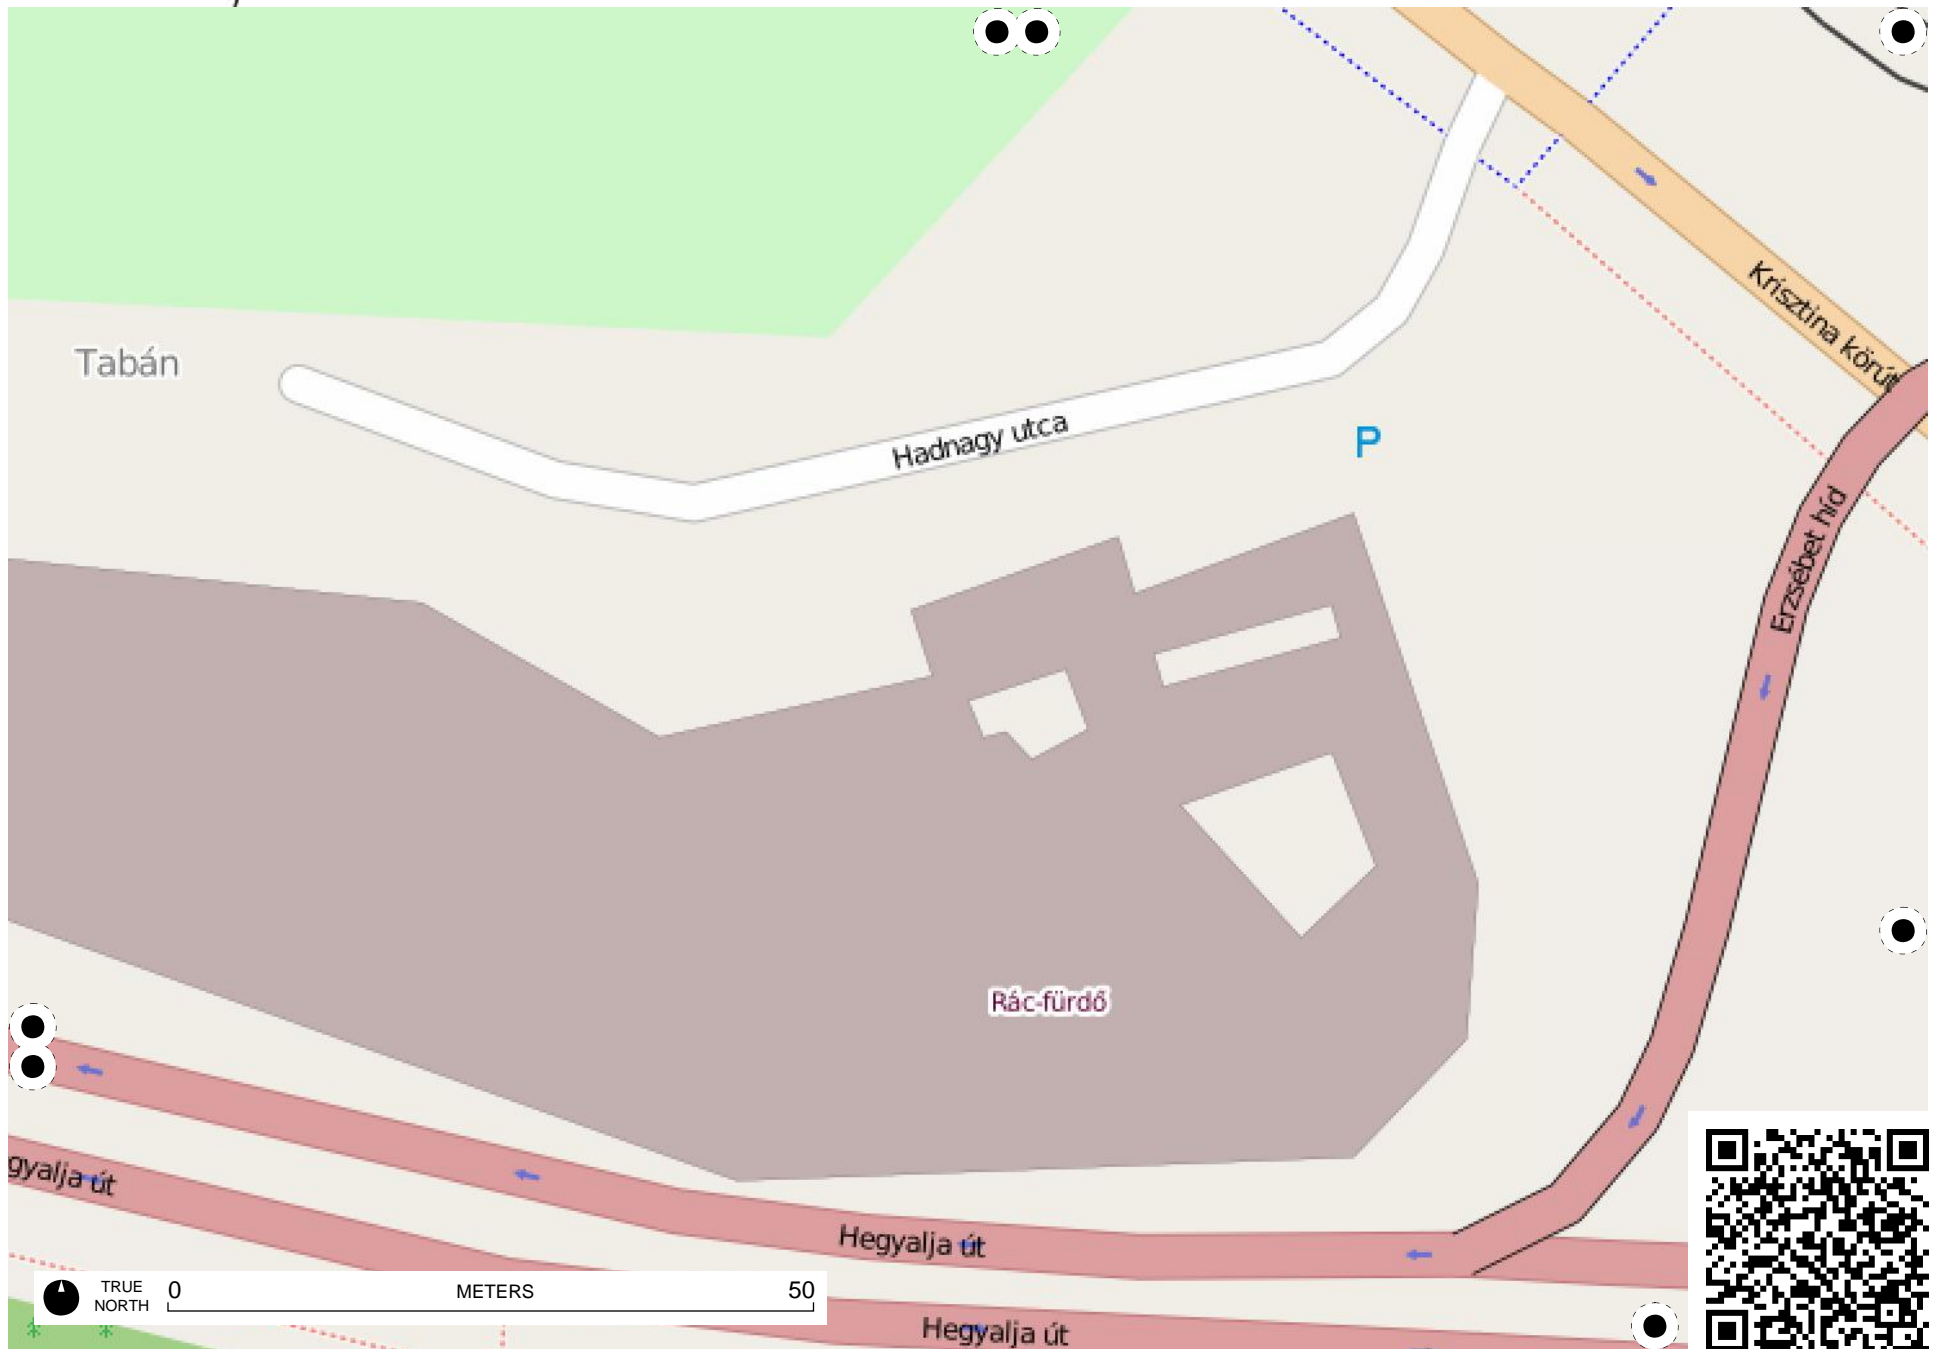 Krisztina körút
Tabán
Hadnagy utca
P
Erzsébet híd
Rác-fürdő
gyalja út
Hegyalja út
TRUE
NORTH
0 METERS 50
Hegyalja út